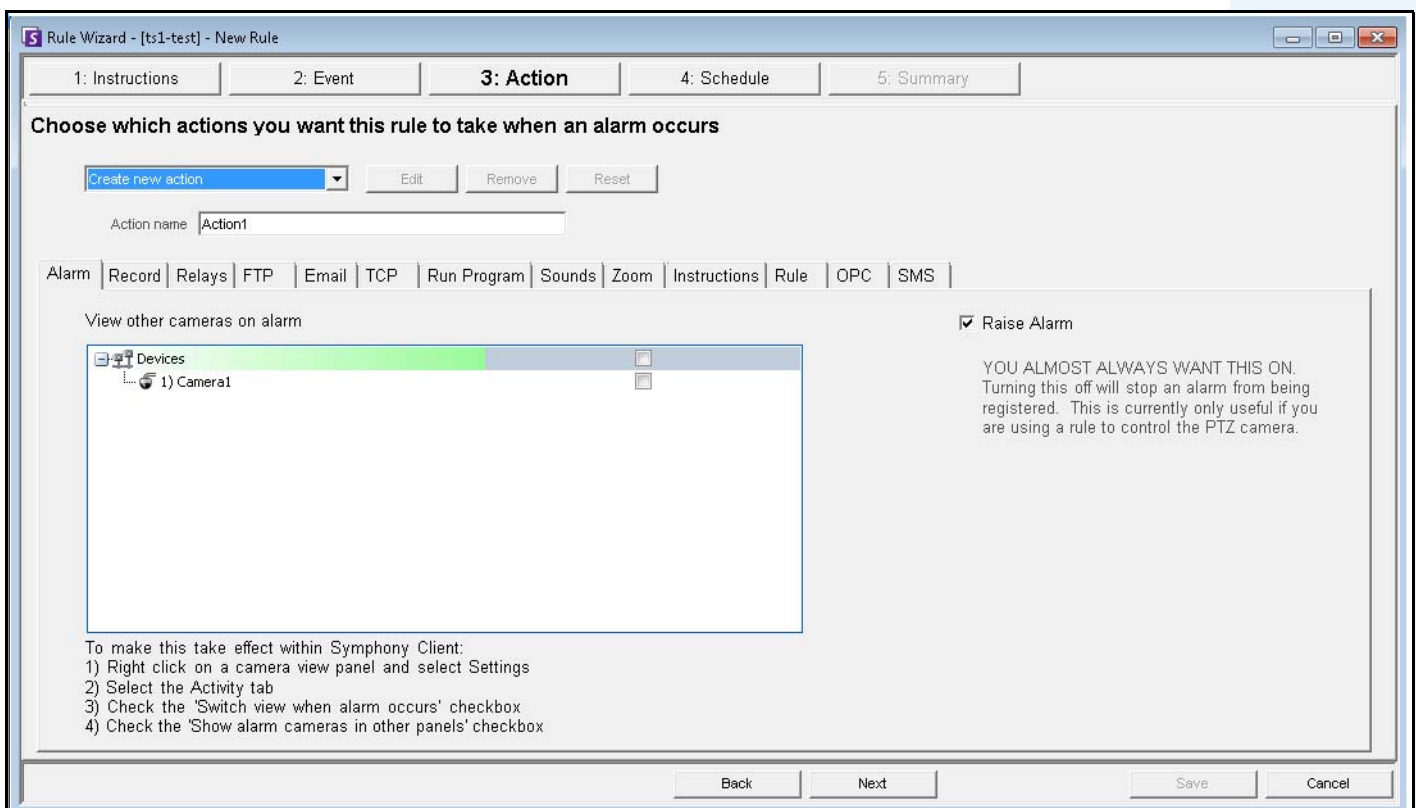 Rule Wizard - [ts1-test] - New Rule
1: Instructions 2: Event 3: Action 4: Schedule 5: Summary
Choose which actions you want this rule to take when an alarm occurs
Create new action Edit Remove Reset
Action name Action1
Alarm Record Relays FTP Email TCP Run Program Sounds Zoom Instructions Rule OPC SMS
View other cameras on alarm
Raise Alarm
Devices
1) Camera1
YOU ALMOST ALWAYS WANT THIS ON.
Turning this off will stop an alarm from being
registered. This is currently only useful if you
are using a rule to control the PTZ camera.
To make this take effect within Symphony Client:
1) Right click on a camera view panel and select Settings
2) Select the Activity tab
3) Check the 'Switch view when alarm occurs' checkbox
4) Check the 'Show alarm cameras in other panels' checkbox
Back Next Save Cancel